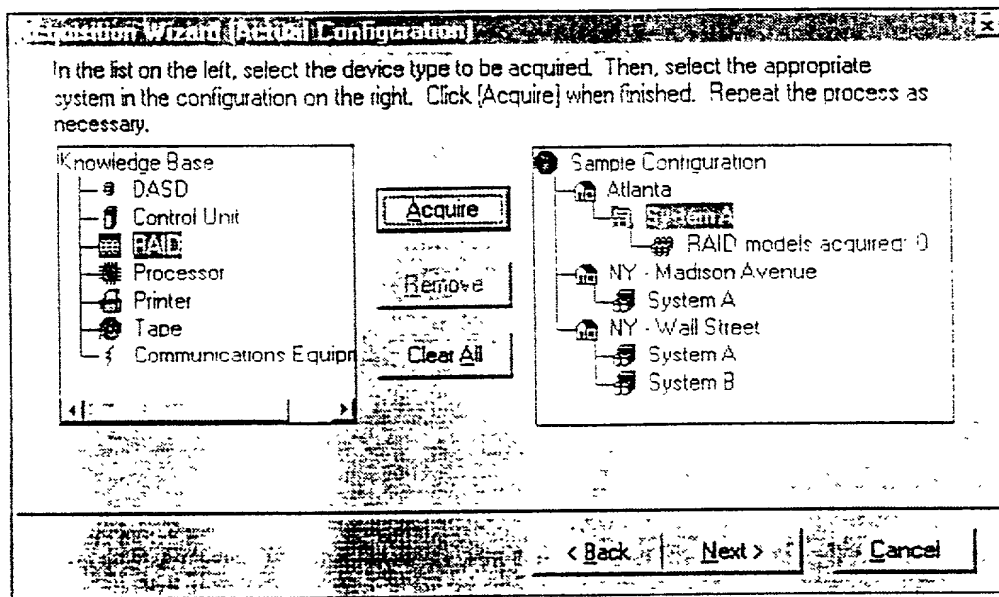 Acquisition Wizard [Actual Configuration]
In the list on the left, select the device type to be acquired. Then, select the appropriate
system in the configuration on the right. Click [Acquire] when finished. Repeat the process as
necessary.
Knowledge Base
DASD
Control Unit
RAID
Processor
Printer
Tape
Communications Equipr
Acquire
Remove
Clear All
Sample Configuration
Atlanta
System A
RAID models acquired: 0
NY - Madison Avenue
System A
NY - Wall Street
System A
System B
< Back
Next >
Cancel